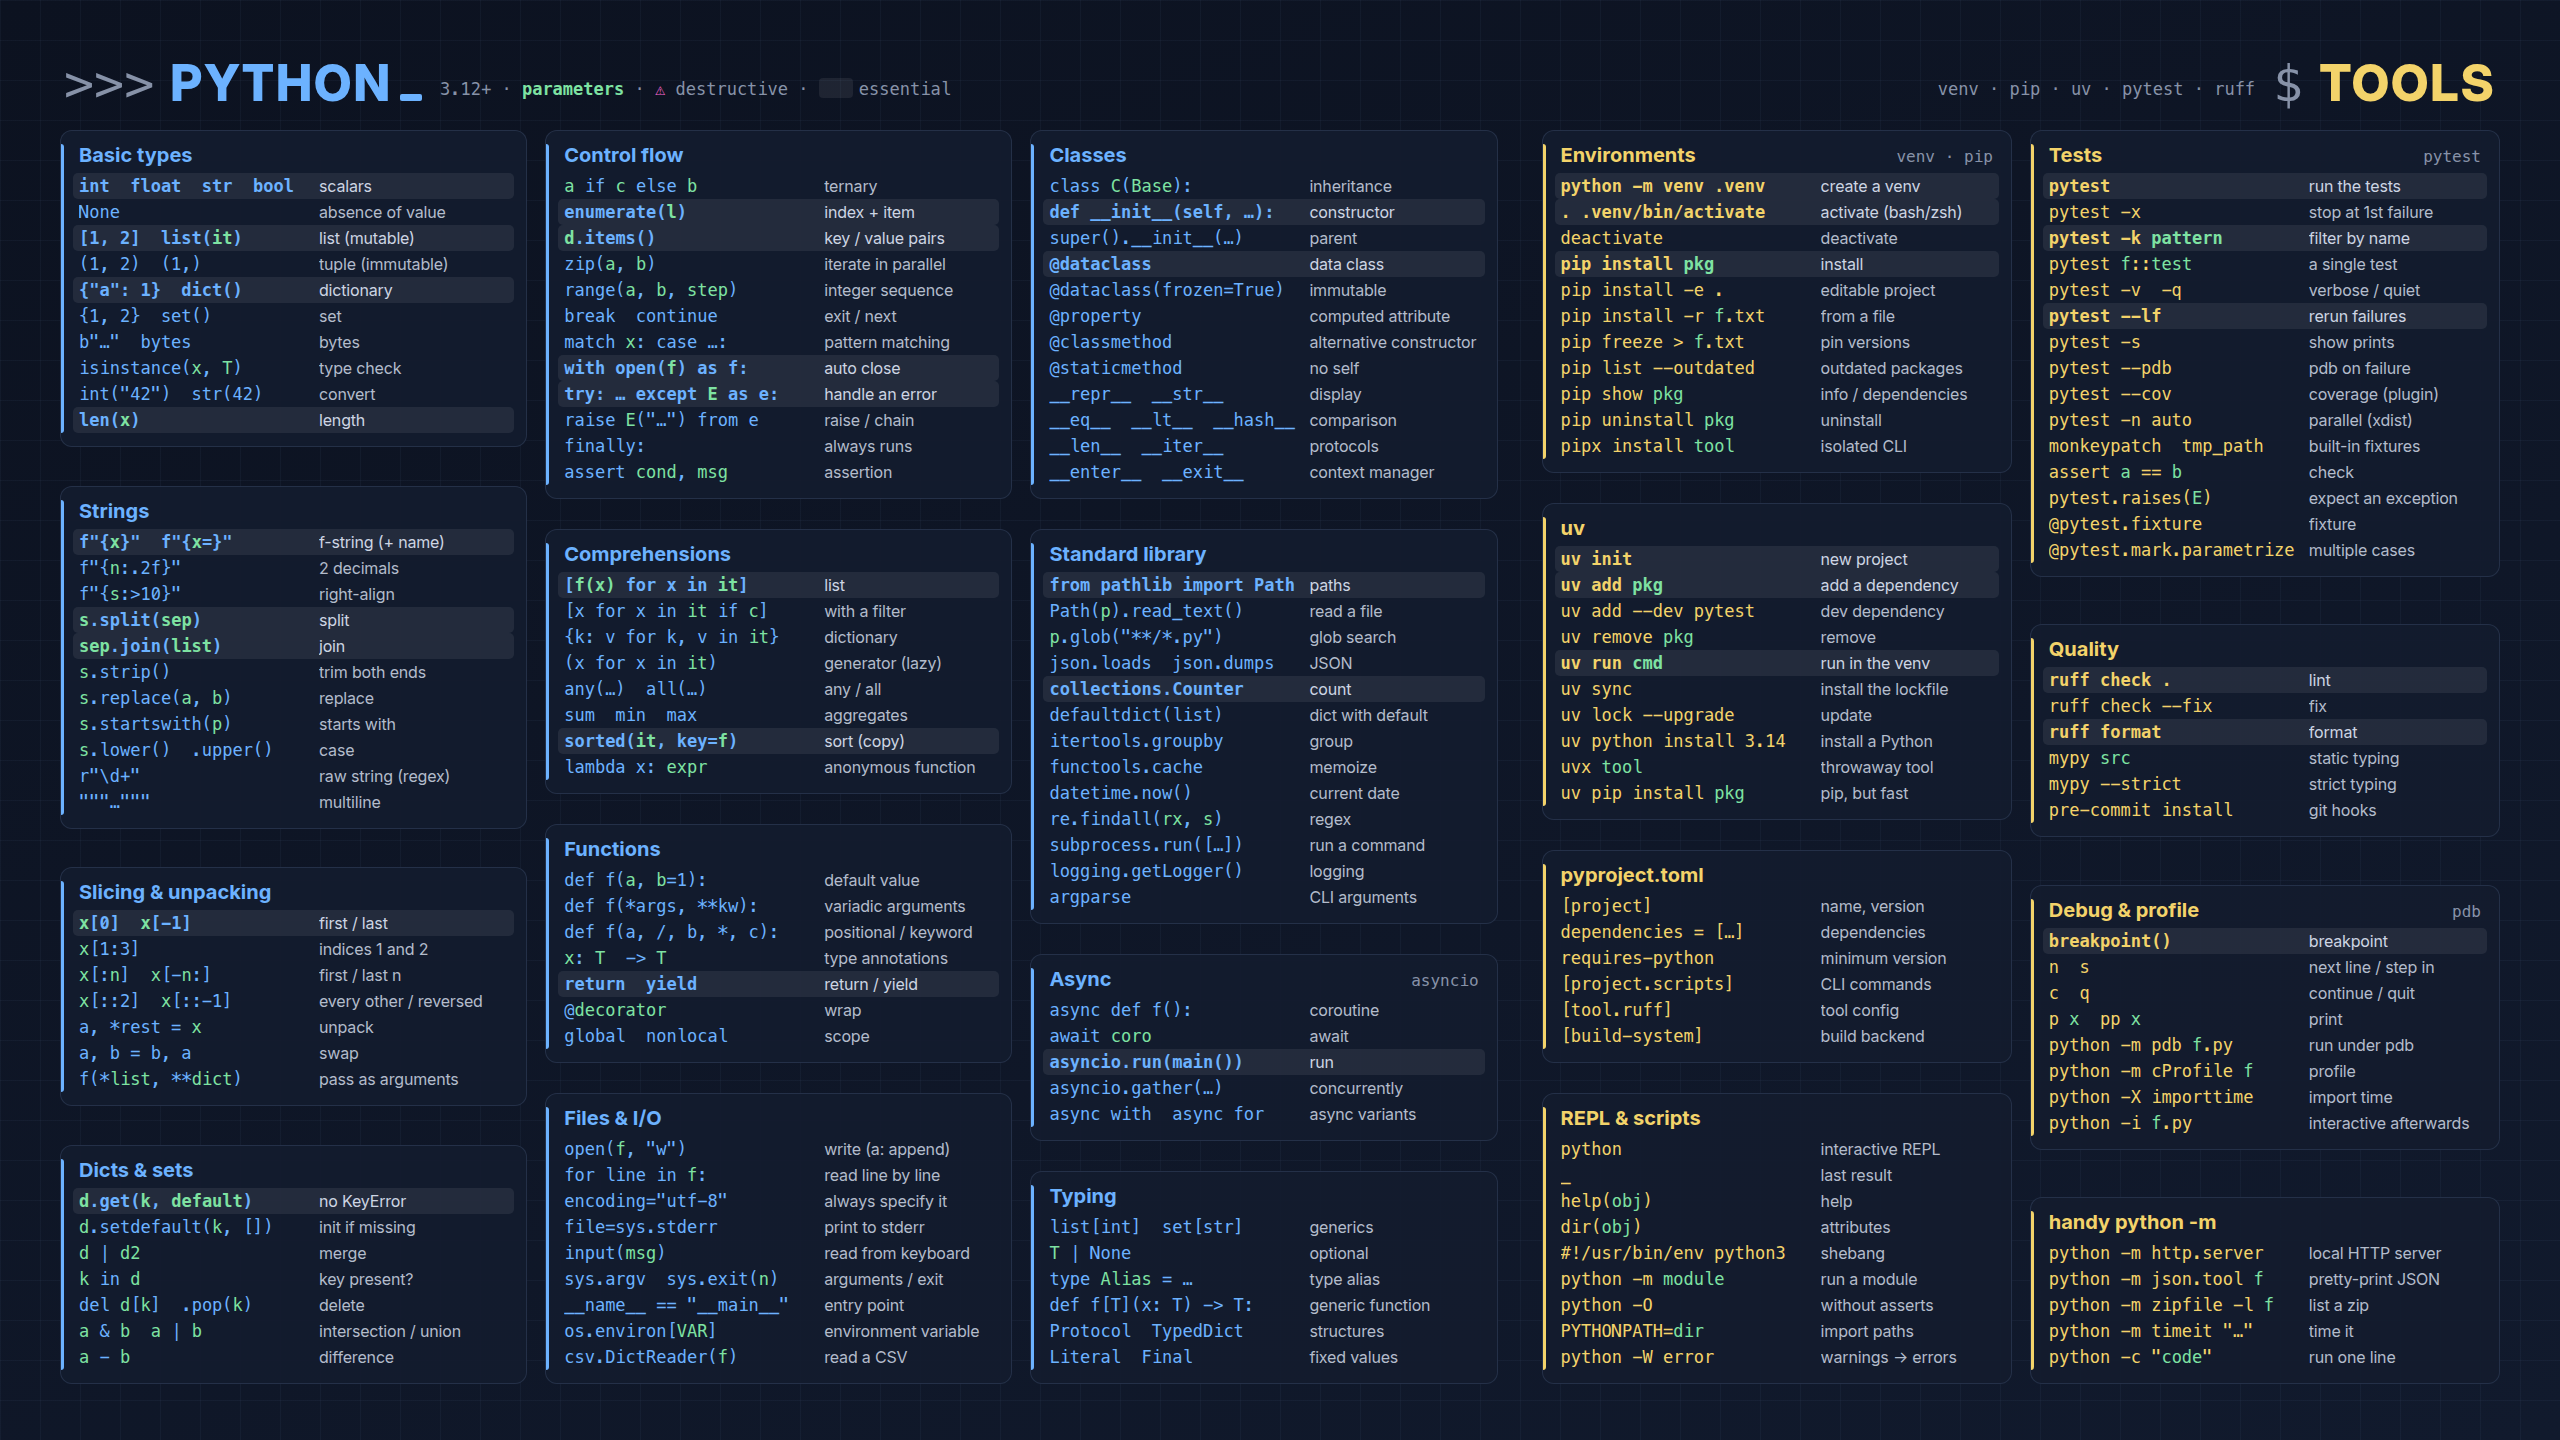 >>> PYTHON_ 3.12+ · parameters · ⚠ destructive · essential
venv · pip · uv · pytest · ruff $ TOOLS
Basic types
int float str bool scalars
None absence of value
[1, 2] list(it) list (mutable)
(1, 2) (1,) tuple (immutable)
{"a": 1} dict() dictionary
{1, 2} set() set
b"…" bytes bytes
isinstance(x, T) type check
int("42") str(42) convert
len(x) length
Strings
f"{x}" f"{x=}" f-string (+ name)
f"{n:.2f}" 2 decimals
f"{s:>10}" right-align
s.split(sep) split
sep.join(list) join
s.strip() trim both ends
s.replace(a, b) replace
s.startswith(p) starts with
s.lower() .upper() case
r"\d+" raw string (regex)
"""…""" multiline
Slicing & unpacking
x[0] x[-1] first / last
x[1:3] indices 1 and 2
x[:n] x[-n:] first / last n
x[::2] x[::-1] every other / reversed
a, *rest = x unpack
a, b = b, a swap
f(*list, **dict) pass as arguments
Dicts & sets
d.get(k, default) no KeyError
d.setdefault(k, []) init if missing
d | d2 merge
k in d key present?
del d[k] .pop(k) delete
a & b a | b intersection / union
a - b difference
Control flow
a if c else b ternary
enumerate(l) index + item
d.items() key / value pairs
zip(a, b) iterate in parallel
range(a, b, step) integer sequence
break continue exit / next
match x: case …: pattern matching
with open(f) as f: auto close
try: … except E as e: handle an error
raise E("…") from e raise / chain
finally: always runs
assert cond, msg assertion
Comprehensions
[f(x) for x in it] list
[x for x in it if c] with a filter
{k: v for k, v in it} dictionary
(x for x in it) generator (lazy)
any(…) all(…) any / all
sum min max aggregates
sorted(it, key=f) sort (copy)
lambda x: expr anonymous function
Functions
def f(a, b=1): default value
def f(*args, **kw): variadic arguments
def f(a, /, b, *, c): positional / keyword
x: T -> T type annotations
return yield return / yield
@decorator wrap
global nonlocal scope
Files & I/O
open(f, "w") write (a: append)
for line in f: read line by line
encoding="utf-8" always specify it
file=sys.stderr print to stderr
input(msg) read from keyboard
sys.argv sys.exit(n) arguments / exit
__name__ == "__main__" entry point
os.environ[VAR] environment variable
csv.DictReader(f) read a CSV
Classes
class C(Base): inheritance
def __init__(self, …): constructor
super().__init__(…) parent
@dataclass data class
@dataclass(frozen=True) immutable
@property computed attribute
@classmethod alternative constructor
@staticmethod no self
__repr__ __str__ display
__eq__ __lt__ __hash__ comparison
__len__ __iter__ protocols
__enter__ __exit__ context manager
Standard library
from pathlib import Path paths
Path(p).read_text() read a file
p.glob("**/*.py") glob search
json.loads json.dumps JSON
collections.Counter count
defaultdict(list) dict with default
itertools.groupby group
functools.cache memoize
datetime.now() current date
re.findall(rx, s) regex
subprocess.run([…]) run a command
logging.getLogger() logging
argparse CLI arguments
Async asyncio
async def f(): coroutine
await coro await
asyncio.run(main()) run
asyncio.gather(…) concurrently
async with async for async variants
Typing
list[int] set[str] generics
T | None optional
type Alias = … type alias
def f[T](x: T) -> T: generic function
Protocol TypedDict structures
Literal Final fixed values
Environments venv · pip
python -m venv .venv create a venv
. .venv/bin/activate activate (bash/zsh)
deactivate deactivate
pip install pkg install
pip install -e . editable project
pip install -r f.txt from a file
pip freeze > f.txt pin versions
pip list --outdated outdated packages
pip show pkg info / dependencies
pip uninstall pkg uninstall
pipx install tool isolated CLI
uv
uv init new project
uv add pkg add a dependency
uv add --dev pytest dev dependency
uv remove pkg remove
uv run cmd run in the venv
uv sync install the lockfile
uv lock --upgrade update
uv python install 3.14 install a Python
uvx tool throwaway tool
uv pip install pkg pip, but fast
pyproject.toml
[project] name, version
dependencies = […] dependencies
requires-python minimum version
[project.scripts] CLI commands
[tool.ruff] tool config
[build-system] build backend
REPL & scripts
python interactive REPL
_ last result
help(obj) help
dir(obj) attributes
#!/usr/bin/env python3 shebang
python -m module run a module
python -O without asserts
PYTHONPATH=dir import paths
python -W error warnings → errors
Tests pytest
pytest run the tests
pytest -x stop at 1st failure
pytest -k pattern filter by name
pytest f::test a single test
pytest -v -q verbose / quiet
pytest --lf rerun failures
pytest -s show prints
pytest --pdb pdb on failure
pytest --cov coverage (plugin)
pytest -n auto parallel (xdist)
monkeypatch tmp_path built-in fixtures
assert a == b check
pytest.raises(E) expect an exception
@pytest.fixture fixture
@pytest.mark.parametrize multiple cases
Quality
ruff check . lint
ruff check --fix fix
ruff format format
mypy src static typing
mypy --strict strict typing
pre-commit install git hooks
Debug & profile pdb
breakpoint() breakpoint
n s next line / step in
c q continue / quit
p x pp x print
python -m pdb f.py run under pdb
python -m cProfile f profile
python -X importtime import time
python -i f.py interactive afterwards
handy python -m
python -m http.server local HTTP server
python -m json.tool f pretty-print JSON
python -m zipfile -l f list a zip
python -m timeit "…" time it
python -c "code" run one line